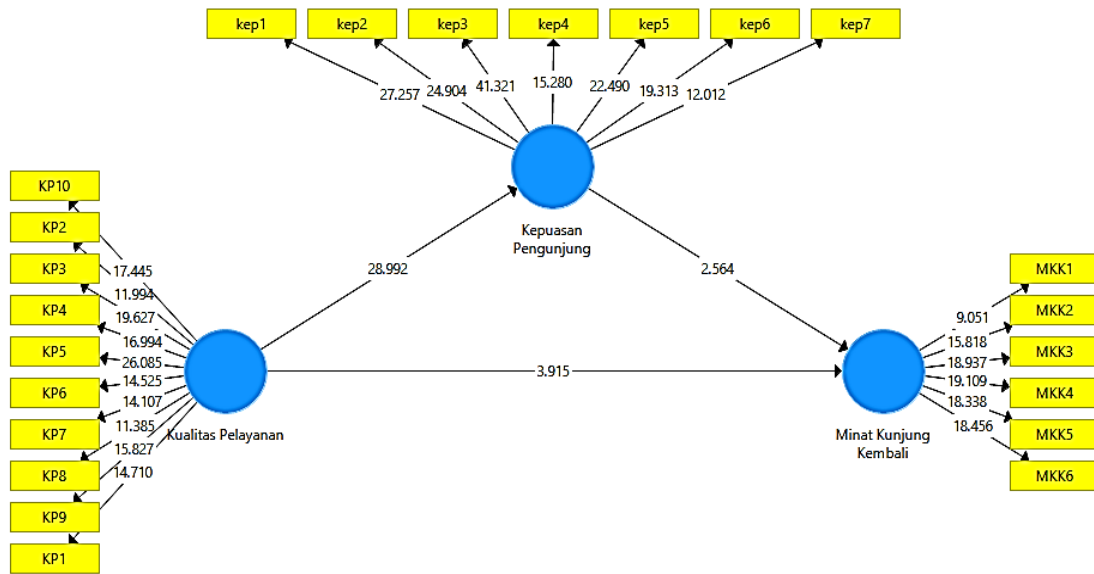 kep1
kep2
kep3
kep4
kep5
kep6
kep7
27.257
24.904
41.321
15.280
22.490
19.313
12.012
Kepuasan
Pengunjung
KP10
KP2
KP3
KP4
KP5
KP6
KP7
KP8
KP9
KP1
17.445
11.994
19.627
16.994
26.085
14.525
14.107
11.385
15.827
14.710
Kualitas Pelayanan
28.992
2.564
3.915
MKK1
MKK2
MKK3
MKK4
MKK5
MKK6
9.051
15.818
18.937
19.109
18.338
18.456
Minat Kunjung
Kembali